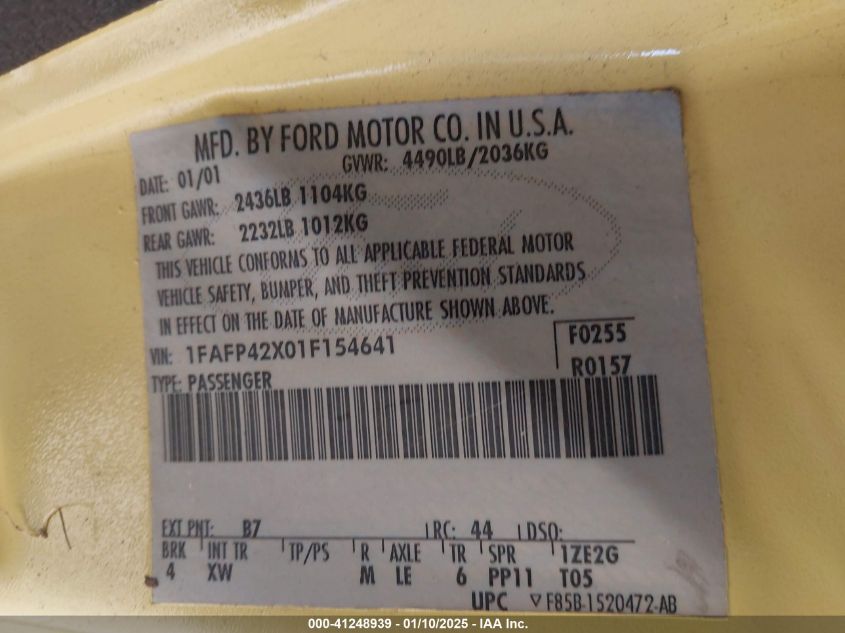 MFD. BY FORD MOTOR CO. IN U.S.A.
DATE: 01/01 GVWR: 4490LB/2036KG
FRONT GAWR: 2436LB 1104KG
REAR GAWR: 2232LB 1012KG
THIS VEHICLE CONFORMS TO ALL APPLICABLE FEDERAL MOTOR
VEHICLE SAFETY, BUMPER, AND THEFT PREVENTION STANDARDS
IN EFFECT ON THE DATE OF MANUFACTURE SHOWN ABOVE.
VIN: 1FAFP42X01F154641 F0255
TYPE: PASSENGER R0157
EXT PNT: B7 RC: 44 DSO:
BRK INT TR TP/PS R AXLE TR SPR 1ZE2G
4 XW M LE 6 PP11 T05
UPC ▽F85B-1520472-AB
000-41248939 - 01/10/2025 - IAAI.com